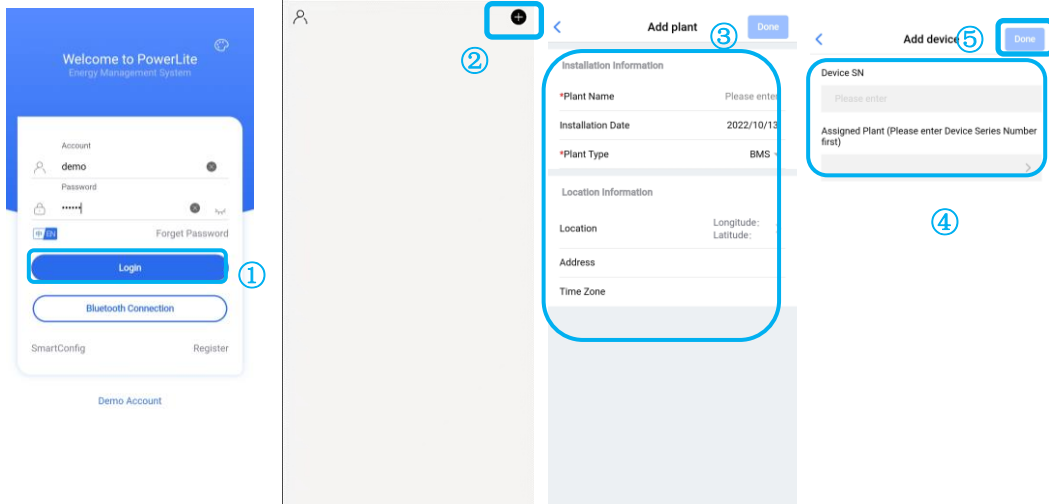 Welcome to PowerLite
Energy Management System
Account
demo
Password
••••••
中 EN
Forget Password
Login
①
Bluetooth Connection
SmartConfig
Register
Demo Account
②
Add plant
③
Done
Installation Information
*Plant Name
Please enter
Installation Date
2022/10/13
*Plant Type
BMS
Location Information
Location
Longitude:
Latitude:
Address
Time Zone
Add device
⑤
Done
Device SN
Please enter
Assigned Plant (Please enter Device Series Number
first)
④